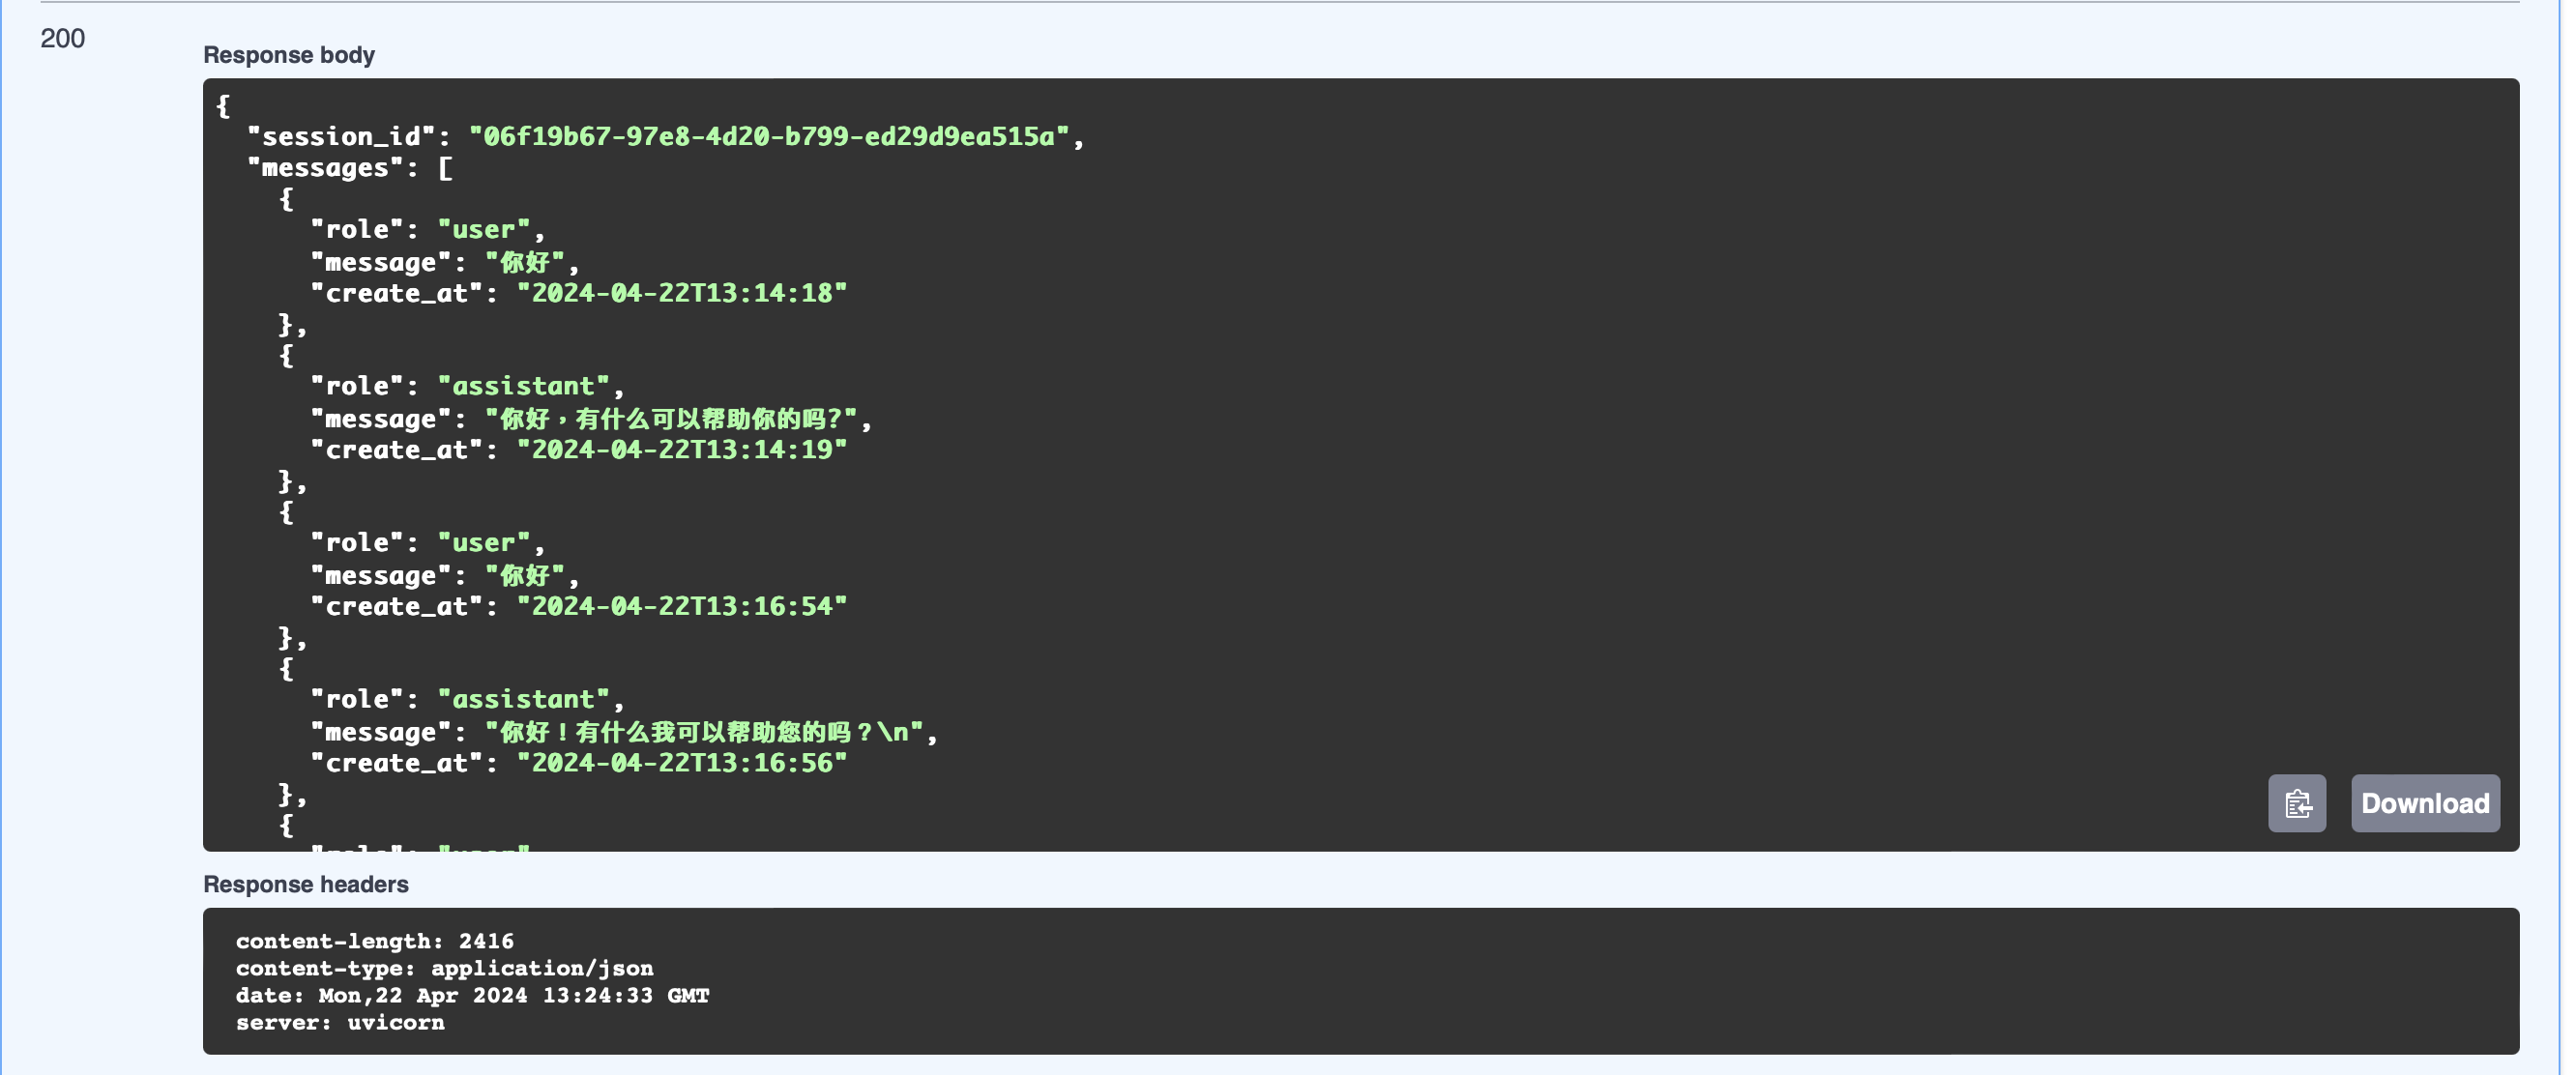 200
Response body
{
"session_id": "06f19b67-97e8-4d20-b799-ed29d9ea515a",
"messages": [
{
"role": "user",
"message": "你好",
"create_at": "2024-04-22T13:14:18"
},
{
"role": "assistant",
"message": "你好，有什么可以帮助你的吗?",
"create_at": "2024-04-22T13:14:19"
},
{
"role": "user",
"message": "你好",
"create_at": "2024-04-22T13:16:54"
},
{
"role": "assistant",
"message": "你好！有什么我可以帮助您的吗？\n",
"create_at": "2024-04-22T13:16:56"
},
{
Download
Response headers
content-length: 2416
content-type: application/json
date: Mon,22 Apr 2024 13:24:33 GMT
server: uvicorn